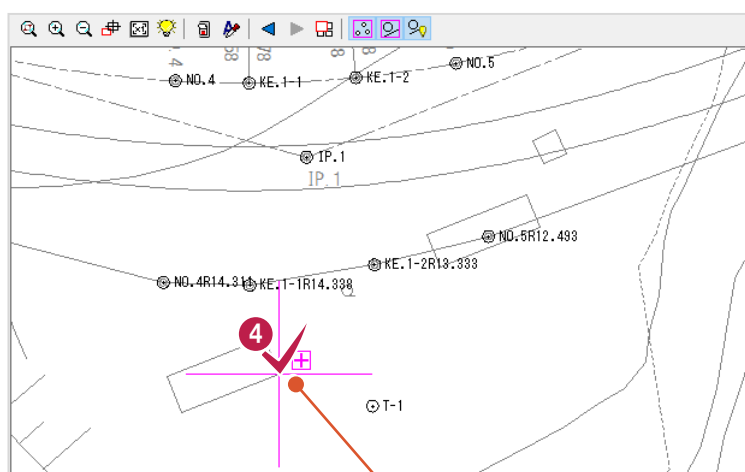 NO.4
KE.1-1
KE.1-2
NO.5
IP.1
IP.1
NO.5R12.493
KE.1-2R13.333
NO.4R14.311
KE.1-1R14.338
4
T-1